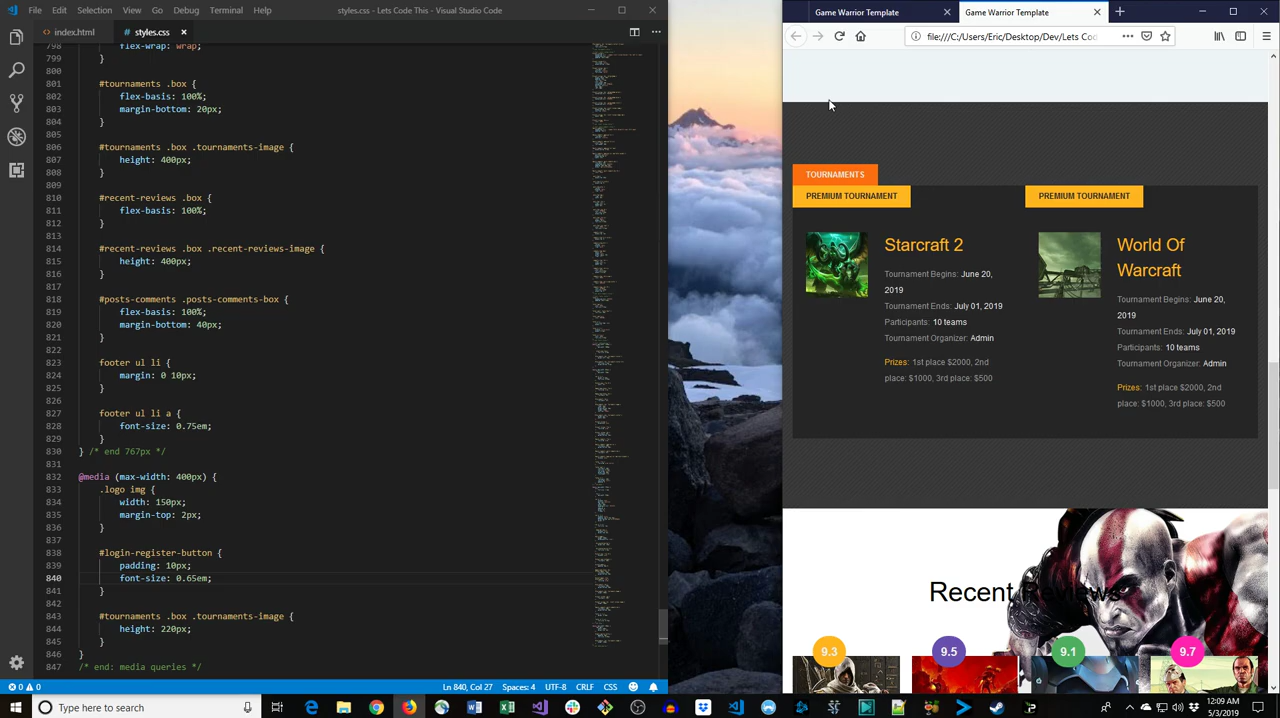 File Edit Selection View Go Debug Terminal Help
styles.css - Lets Code This - Visual Studio Code
index.html
styles.css
798 flex-wrap: wrap;
799 }
800
801 #tournaments .box {
802 flex-basis: 100%;
803 margin-bottom: 20px;
804 }
805
806 #tournaments .box .tournaments-image {
807 height: 400px;
808 }
809
810 #recent-reviews .box {
811 flex-basis: 100%;
812 }
813
814 #recent-reviews .box .recent-reviews-image {
815 height: 400px;
816 }
817
818 #posts-comments .posts-comments-box {
819 flex-basis: 100%;
820 margin-bottom: 40px;
821 }
822
823 footer ul li {
824 margin: 0 10px;
825 }
826
827 footer ul li a {
828 font-size: 0.75em;
829 }
830 } /* end 767px */
831
832 @media (max-width: 400px) {
833 .logo img {
834 width: 150px;
835 margin-top: 2px;
836 }
837
838 #login-register-button {
839 padding: 10px;
840 font-size: 0.65em;
841 }
842
843 #tournaments .box .tournaments-image {
844 height: 220px;
845 }
846 }
847 /* end: media queries */
0 0
Ln 840, Col 27 Spaces: 4 UTF-8 CRLF CSS
Game Warrior Template
Game Warrior Template
file:///C:/Users/Eric/Desktop/Dev/Lets Cod
TOURNAMENTS
PREMIUM TOURNAMENT
Starcraft 2
Tournament Begins: June 20,
2019
Tournament Ends: July 01, 2019
Participants: 10 teams
Tournament Organizer: Admin
Prizes: 1st place $2000, 2nd
place: $1000, 3rd place: $500
PREMIUM TOURNAMENT
World Of
Warcraft
Tournament Begins: June 20,
2019
Tournament Ends: July 01, 2019
Participants: 10 teams
Tournament Organizer: Admin
Prizes: 1st place $2000, 2nd
place: $1000, 3rd place: $500
Recent
9.3
9.5
9.1
9.7
Type here to search
12:09 AM
5/3/2019